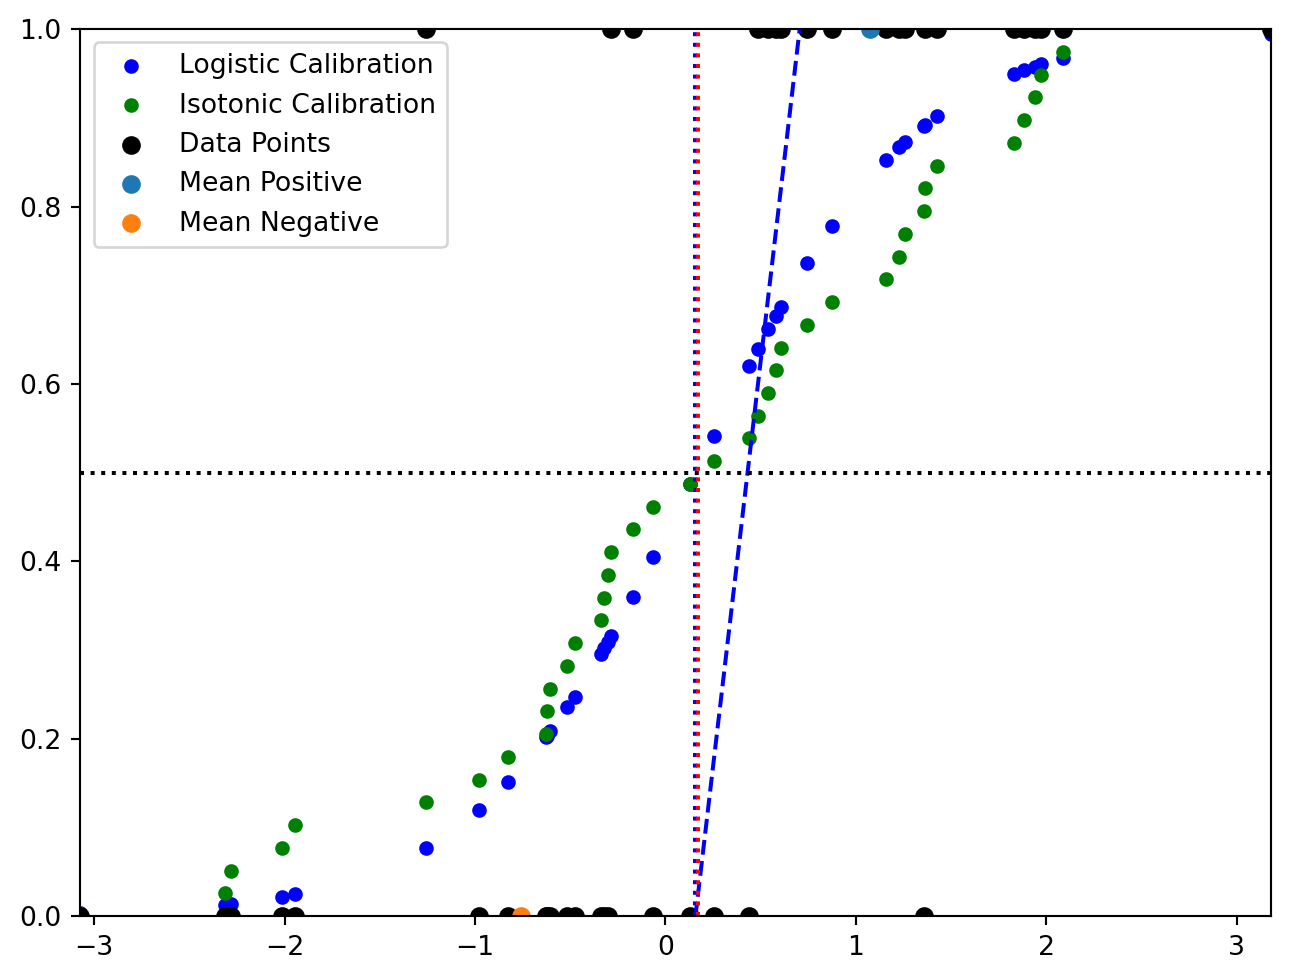 1.0
0.8
0.6
0.4
0.2
0.0
Logistic Calibration
Isotonic Calibration
Data Points
Mean Positive
Mean Negative
−3 −2 −1 0 1 2 3